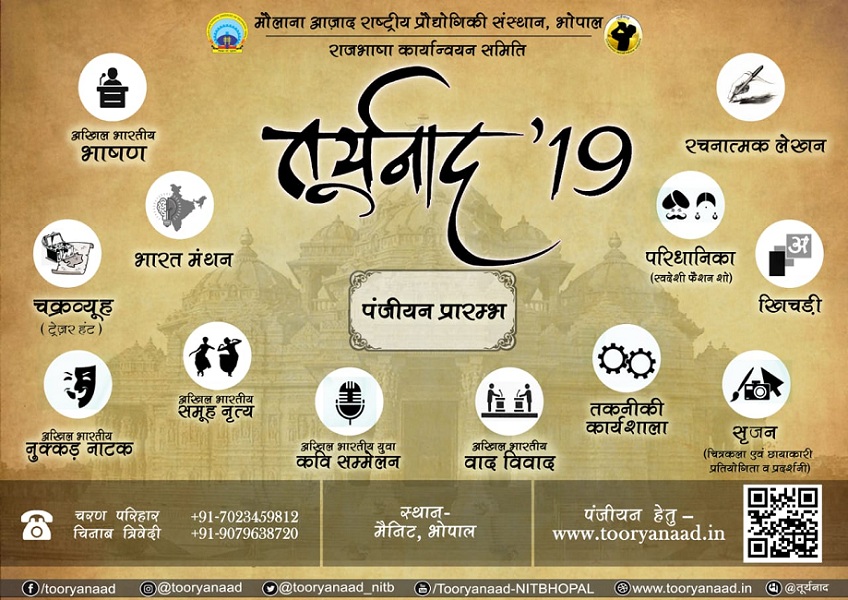 मौलाना आज़ाद राष्ट्रीय प्रौद्योगिकी संस्थान, भोपाल
राजभाषा कार्यान्वयन समिति
तूर्यनाद '19
अखिल भारतीय
भाषण
रचनात्मक लेखन
भारत मंथन
परिधानिका
(स्वदेशी फैशन शो)
चक्रव्यूह
( ट्रेज़र हंट )
खिचड़ी
पंजीयन प्रारम्भ
अखिल भारतीय
नुक्कड़ नाटक
अखिल भारतीय
समूह नृत्य
अखिल भारतीय युवा
कवि सम्मेलन
अखिल भारतीय
वाद विवाद
तकनीकी
कार्यशाला
सृजन
(चित्रकला एवं छायाकारी
प्रतियोगिता व प्रदर्शनी)
चरण परिहार +91-7023459812
चिनाब त्रिवेदी +91-9079638720
स्थान-
मैनिट, भोपाल
पंजीयन हेतु –
www.tooryanaad.in
/tooryanaad @tooryanaad @tooryanaad_nitb /Tooryanaad-NITBHOPAL www.tooryanaad.in @तूर्यनाद